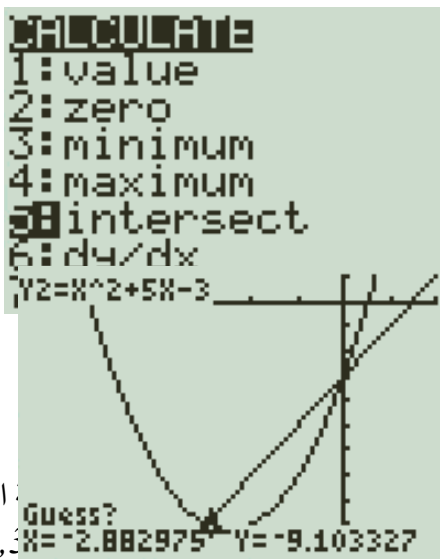 CALCULATE
1:value
2:zero
3:minimum
4:maximum
5:intersect
6:dy/dx
Y2=X^2+5X-3
Guess?
X=-2.882975 Y=-9.103327